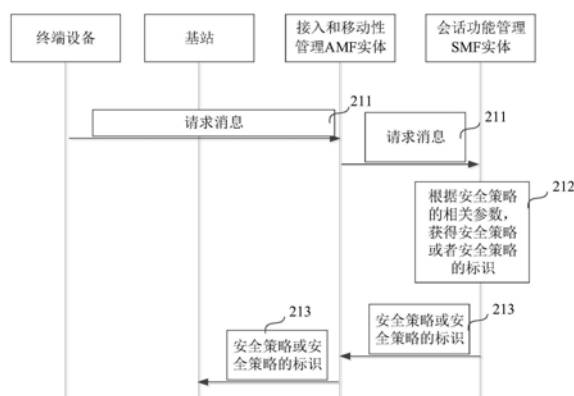 终端设备
基站
接入和移动性
管理AMF实体
会话功能管理
SMF实体
请求消息
211
请求消息
211
根据安全策略
的相关参数,
获得安全策略
或者安全策略
的标识
212
安全策略或安
全策略的标识
213
安全策略或安
全策略的标识
213